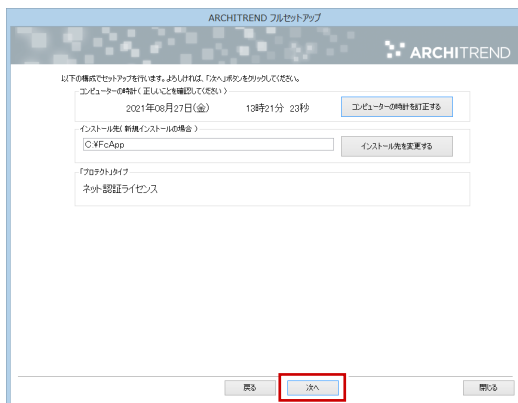 ARCHITREND フルセットアップ
ARCHITREND
以下の構成でセットアップを行います。よろしければ、「次へ」ボタンをクリックしてください。
コンピューターの時計( 正しいことを確認してください )
2021年08月27日(金) 13時21分 23秒 コンピューターの時計を訂正する
インストール先( 新規インストールの場合 )
C:¥FcApp インストール先を変更する
「プロテクト」タイプ
ネット認証ライセンス
戻る 次へ 閉じる